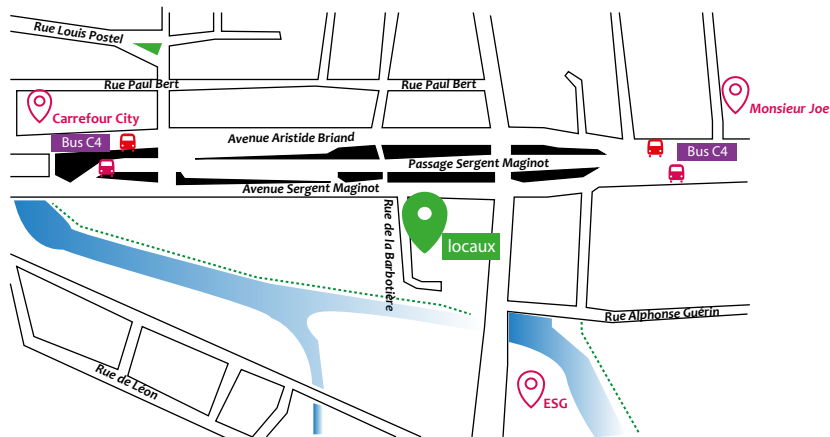 Rue Louis Postel
Rue Paul Bert
Rue Paul Bert
Carrefour City
Monsieur Joe
Bus C4
Avenue Aristide Briand
Bus C4
Passage Sergent Maginot
Avenue Sergent Maginot
Rue de la Barbotière
locaux
Rue Alphonse Guérin
Rue de Léon
ESG